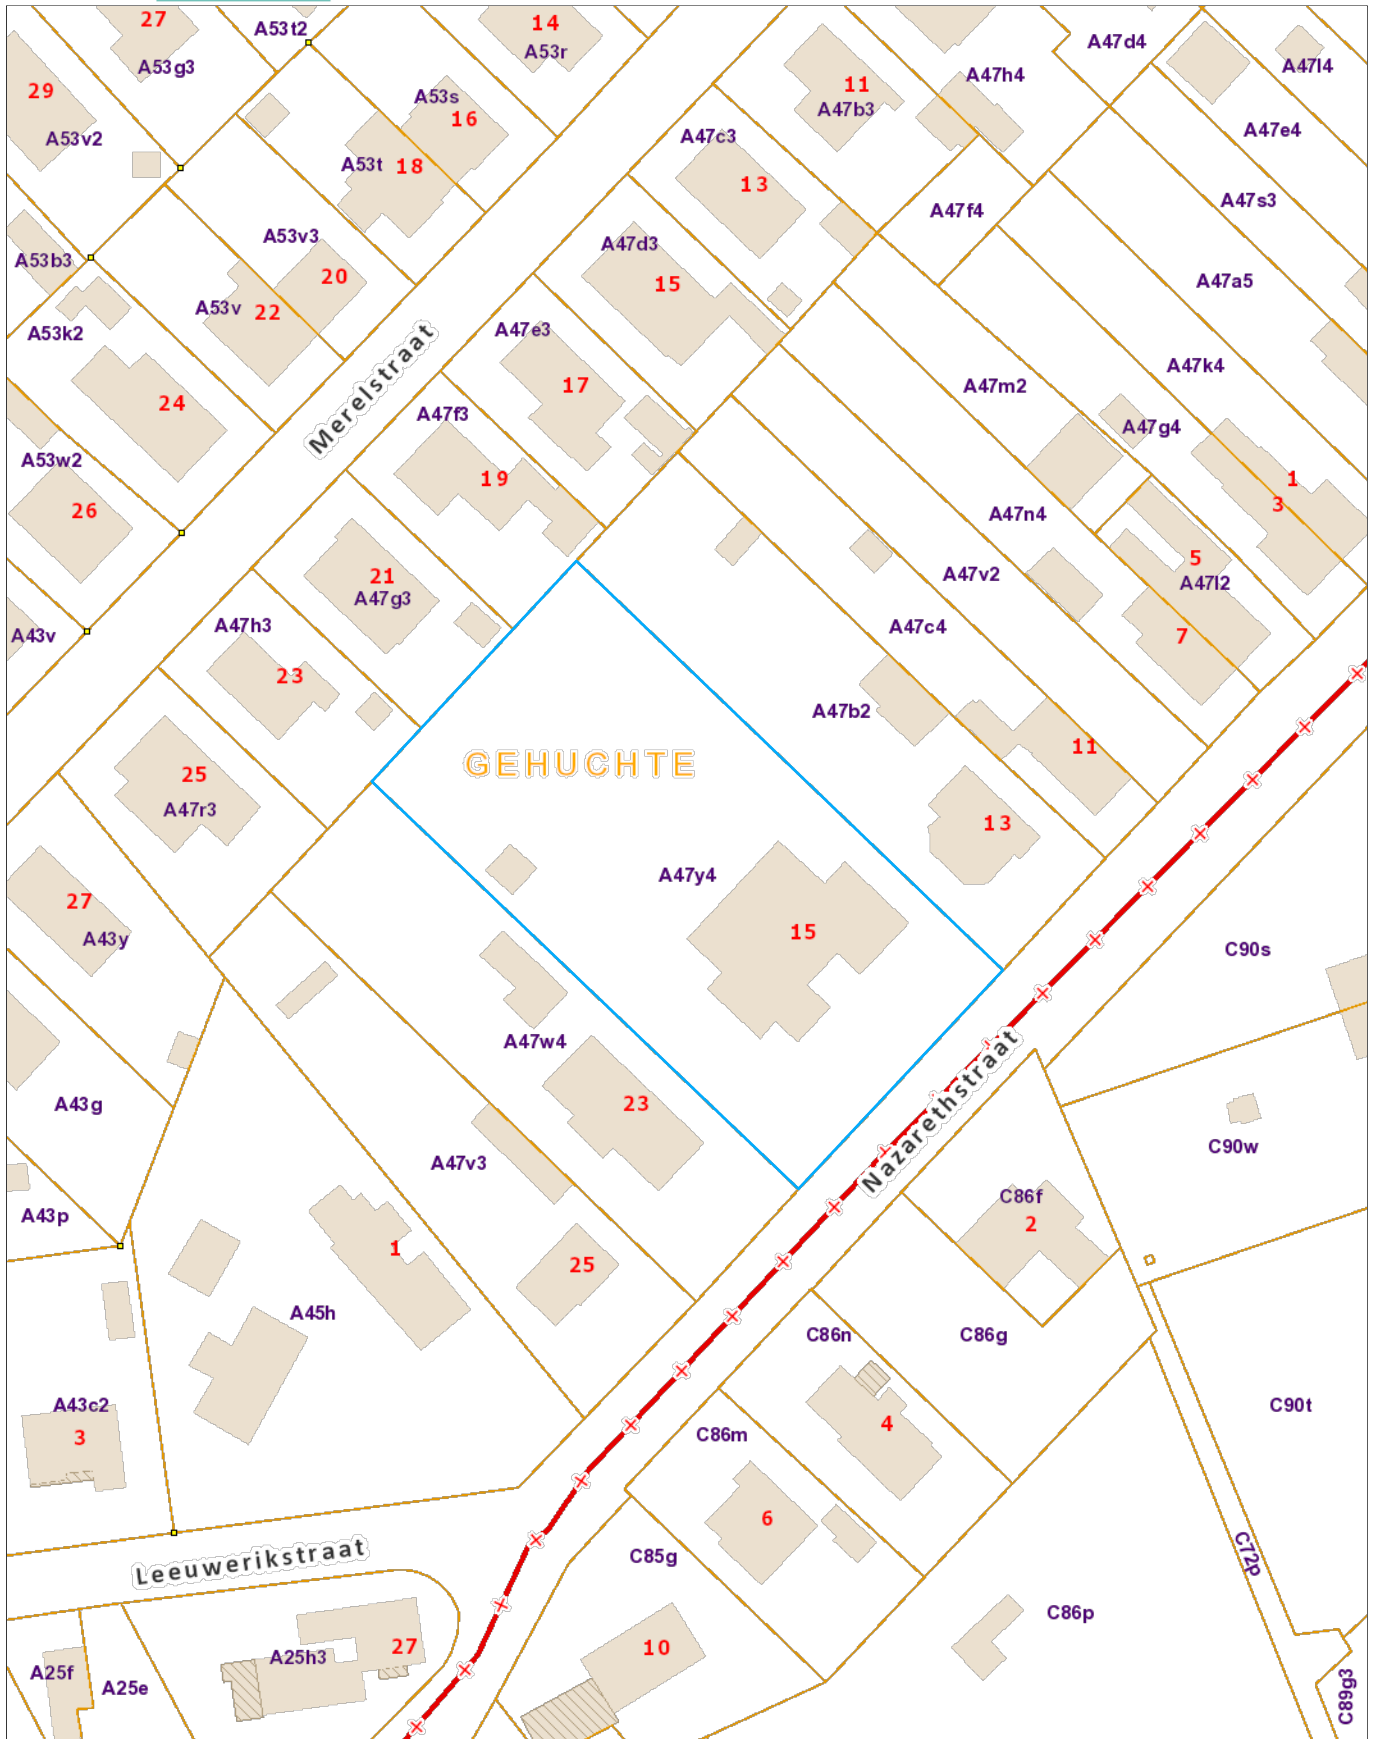 27
A53t2
14
A47d4
A53g3
A53r
A47h4
A47l4
29
A53s
11
A47b3
16
A53v2
A47c3
A47e4
A53t
18
13
A47s3
A47f4
A53v3
A47d3
A53b3
20
15
A47a5
A53v
22
A53k2
A47e3
Merelstraat
A47k4
17
A47m2
24
A47f3
A47g4
A53w2
19
1
3
26
A47n4
5
21
A47v2
A47l2
A47g3
A47h3
A47c4
A43v
7
23
A47b2
11
GEHUCHTE
25
A47r3
13
A47y4
27
15
A43y
C90s
A47w4
Nazarethstraat
A43g
23
C90w
A47v3
C86f
A43p
2
1
25
A45h
C86n
C86g
A43c2
C90t
3
4
C86m
6
Leeuwerikstraat
C85g
C72p
C86p
27
10
A25h3
A25f
A25e
C89g3